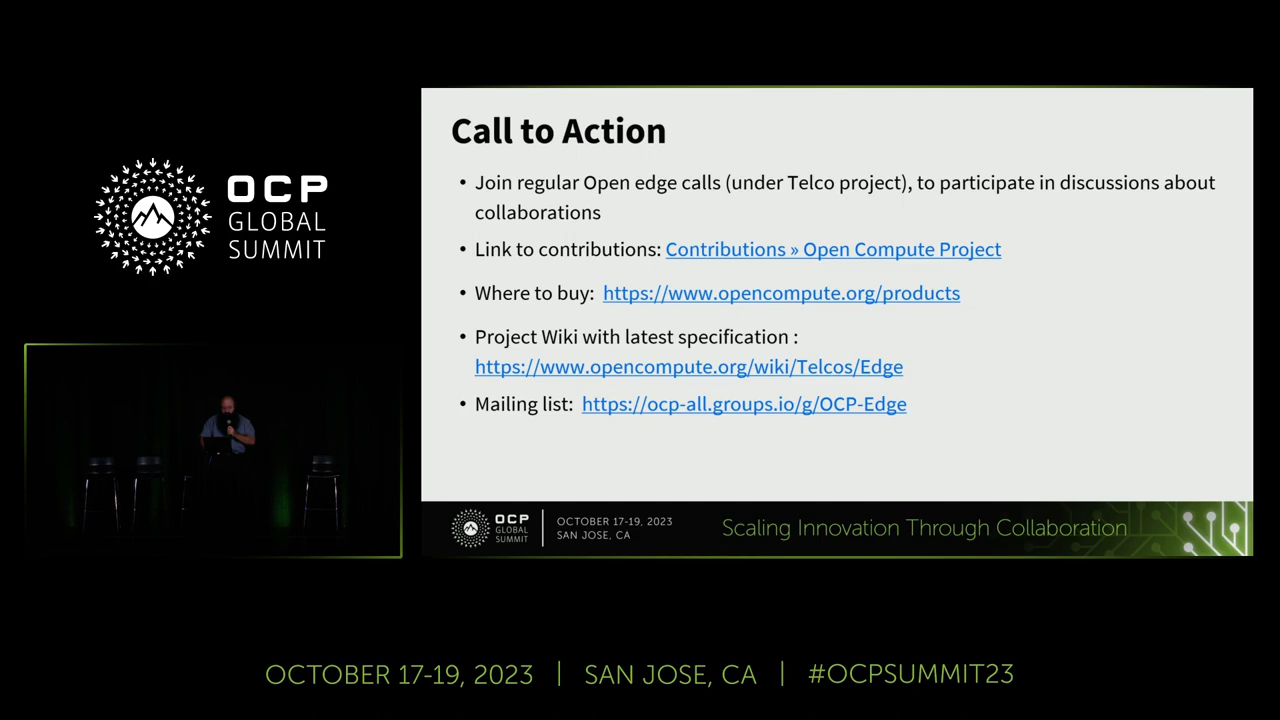 OCP
GLOBAL
SUMMIT
Call to Action
• Join regular Open edge calls (under Telco project), to participate in discussions about
collaborations
• Link to contributions: Contributions » Open Compute Project
• Where to buy: https://www.opencompute.org/products
• Project Wiki with latest specification :
https://www.opencompute.org/wiki/Telcos/Edge
• Mailing list: https://ocp-all.groups.io/g/OCP-Edge
OCP
GLOBAL
SUMMIT
OCTOBER 17-19, 2023
SAN JOSE, CA
Scaling Innovation Through Collaboration
OCTOBER 17-19, 2023 | SAN JOSE, CA | #OCPSUMMIT23